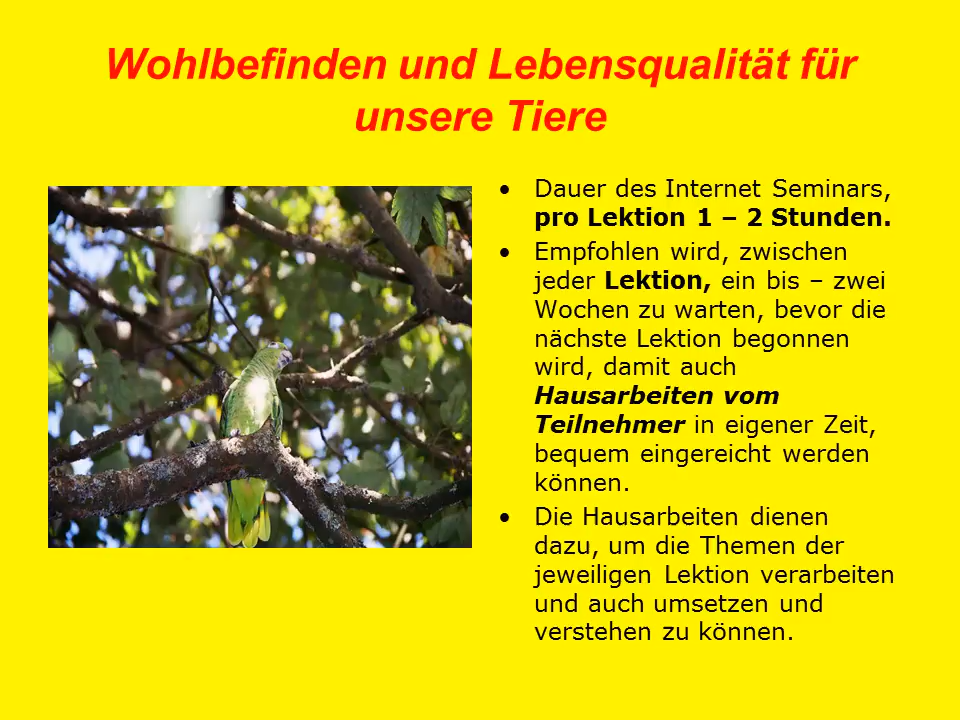 Wohlbefinden und Lebensqualität für
unsere Tiere
• Dauer des Internet Seminars,
pro Lektion 1 – 2 Stunden.
• Empfohlen wird, zwischen
jeder Lektion, ein bis – zwei
Wochen zu warten, bevor die
nächste Lektion begonnen
wird, damit auch
Hausarbeiten vom
Teilnehmer in eigener Zeit,
bequem eingereicht werden
können.
• Die Hausarbeiten dienen
dazu, um die Themen der
jeweiligen Lektion verarbeiten
und auch umsetzen und
verstehen zu können.